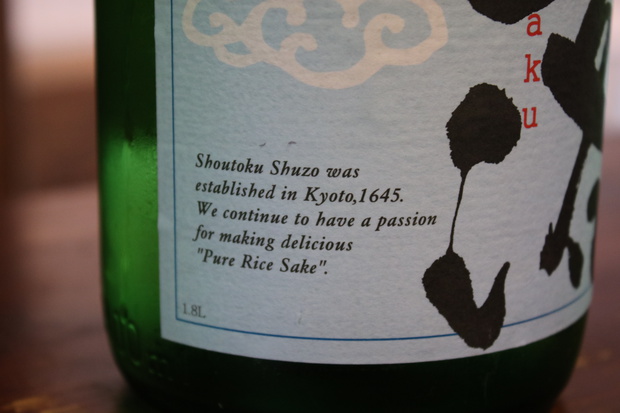 aku
Shoutoku Shuzo was
established in Kyoto,1645.
We continue to have a passion
for making delicious
"Pure Rice Sake".
1.8L